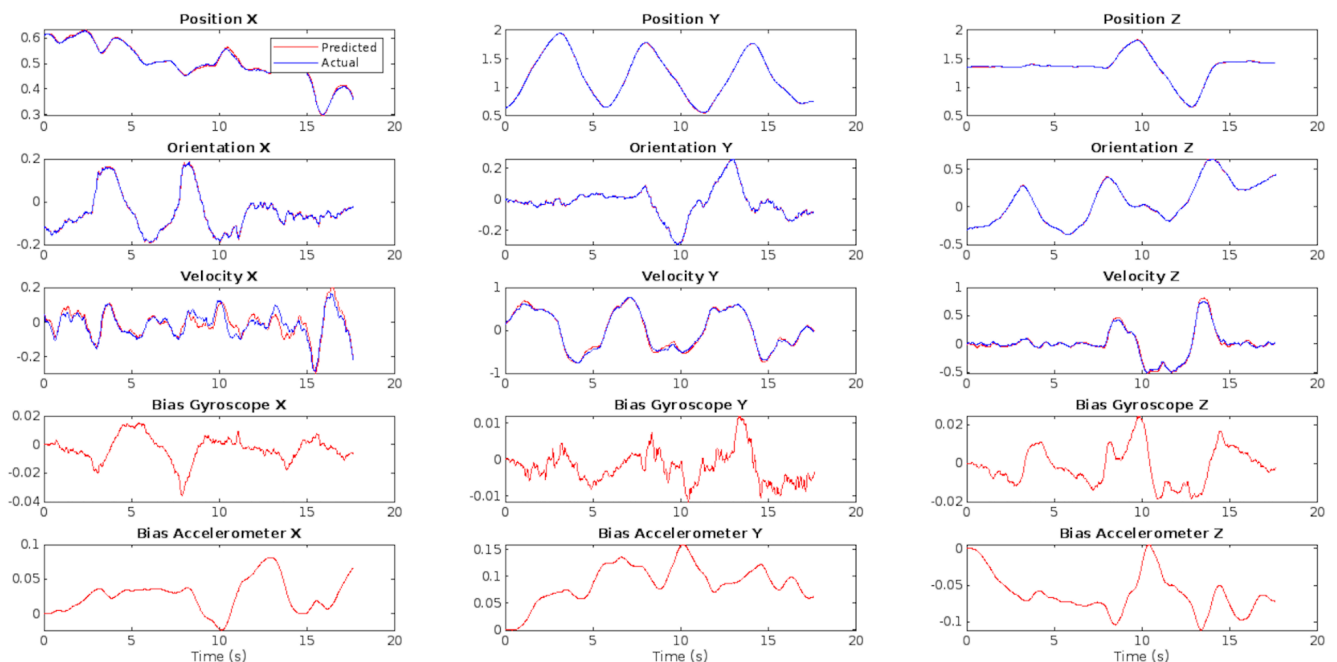 Position X
Position Y
Position Z
0.6
0.5
0.4
0.3
Predicted
Actual
0 5 10 15 20
2
1.5
1
0.5
0 5 10 15 20
2
1.5
1
0.5
0 5 10 15 20
Orientation X
Orientation Y
Orientation Z
0.2
0
-0.2
0 5 10 15 20
0.2
0
-0.2
0 5 10 15 20
0.5
0
-0.5
0 5 10 15 20
Velocity X
Velocity Y
Velocity Z
0.2
0
-0.2
0 5 10 15 20
1
0
-1
0 5 10 15 20
1
0.5
0
-0.5
0 5 10 15 20
Bias Gyroscope X
Bias Gyroscope Y
Bias Gyroscope Z
0.02
0
-0.02
-0.04
0 5 10 15 20
0.01
0
-0.01
0 5 10 15 20
0.02
0
-0.02
0 5 10 15 20
Bias Accelerometer X
Bias Accelerometer Y
Bias Accelerometer Z
0.1
0.05
0
0 5 10 15 20
Time (s)
0.15
0.1
0.05
0
0 5 10 15 20
Time (s)
0
-0.05
-0.1
0 5 10 15 20
Time (s)